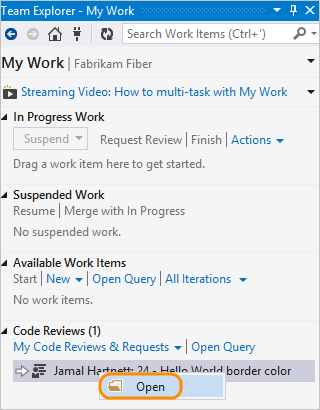 Team Explorer - My Work
Search Work Items (Ctrl+')
My Work | Fabrikam Fiber
Streaming Video: How to multi-task with My Work
In Progress Work
Suspend | Request Review | Finish | Actions
Drag a work item here to get started.
Suspended Work
Resume | Merge with In Progress
No suspended work.
Available Work Items
Start | New | Open Query | All Iterations
No work items.
Code Reviews (1)
My Code Reviews & Requests | Open Query
Jamal Hartnett: 24 - Hello World border color
Open